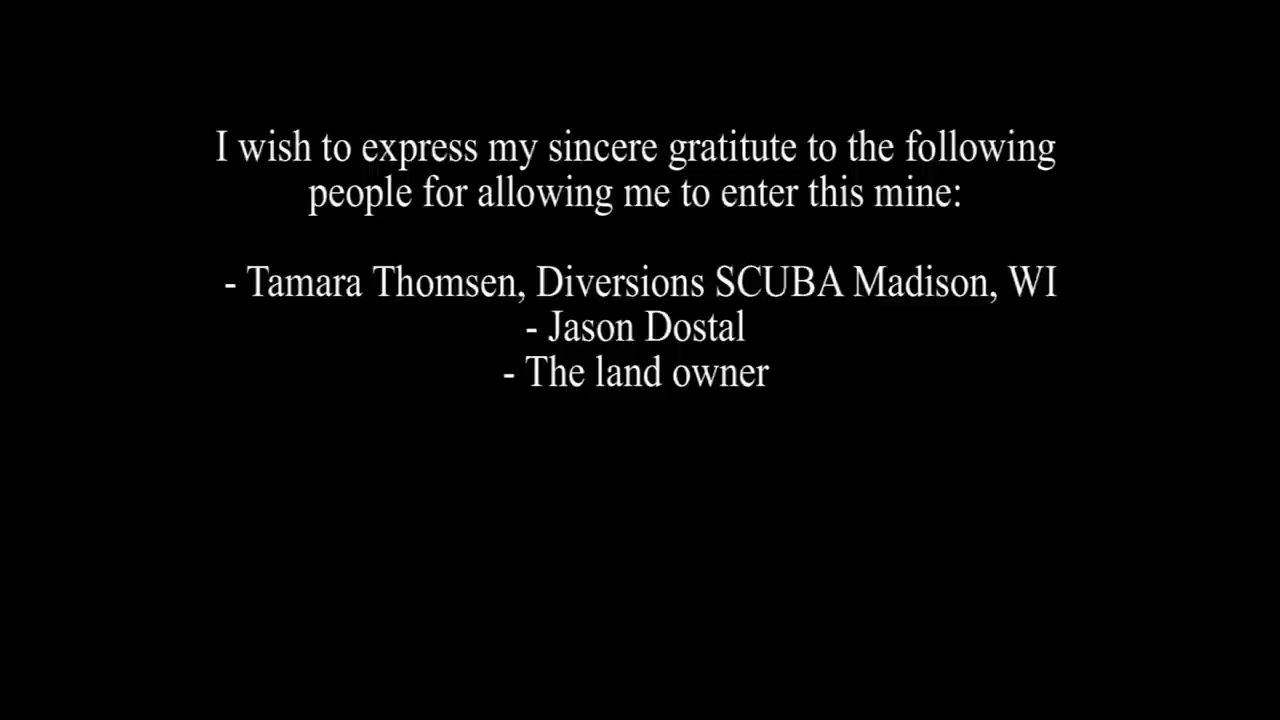 I wish to express my sincere gratitute to the following
people for allowing me to enter this mine:
- Tamara Thomsen, Diversions SCUBA Madison, WI
- Jason Dostal
- The land owner